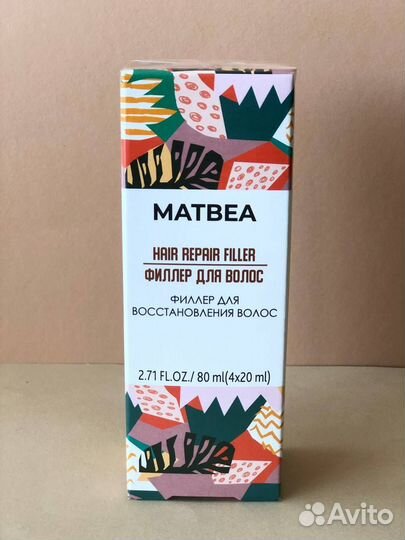 MATBEA
HAIR REPAIR FILLER
ФИЛЛЕР ДЛЯ ВОЛОС
ФИЛЛЕР ДЛЯ
ВОССТАНОВЛЕНИЯ ВОЛОС
2.71 FL.OZ./ 80 ml(4x20 ml)
Avito